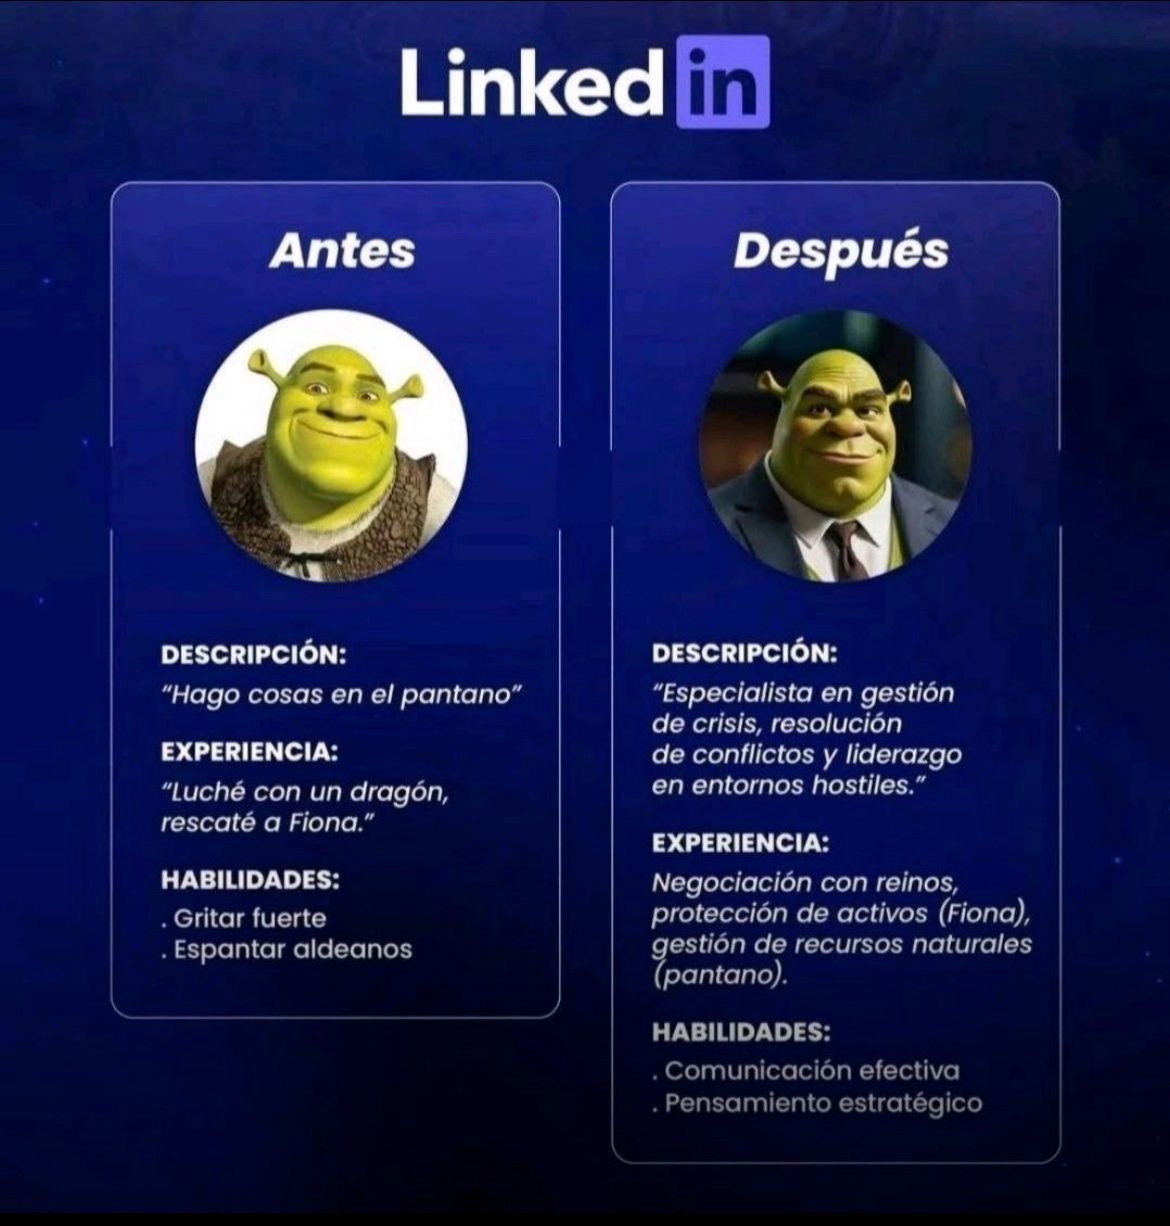 Linked in
Antes
DESCRIPCIÓN:
“Hago cosas en el pantano”
EXPERIENCIA:
“Luché con un dragón,
rescaté a Fiona.”
HABILIDADES:
. Gritar fuerte
. Espantar aldeanos
Después
DESCRIPCIÓN:
“Especialista en gestión
de crisis, resolución
de conflictos y liderazgo
en entornos hostiles.”
EXPERIENCIA:
Negociación con reinos,
protección de activos (Fiona),
gestión de recursos naturales
(pantano).
HABILIDADES:
. Comunicación efectiva
. Pensamiento estratégico